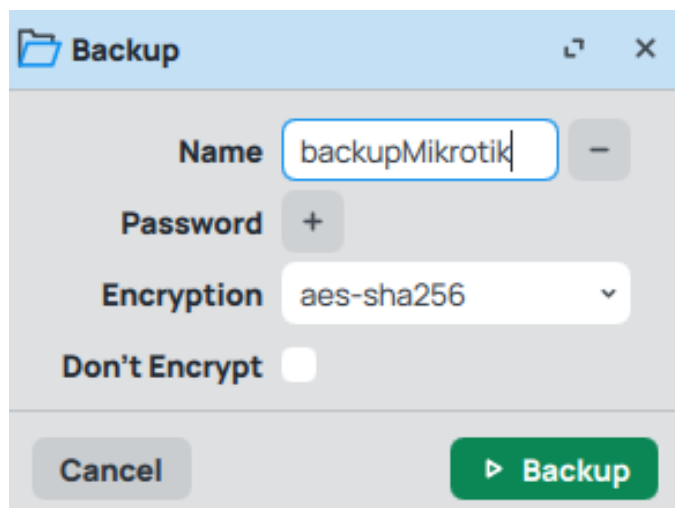 Backup
Name backupMikrotik
Password
Encryption aes-sha256
Don't Encrypt
Cancel Backup